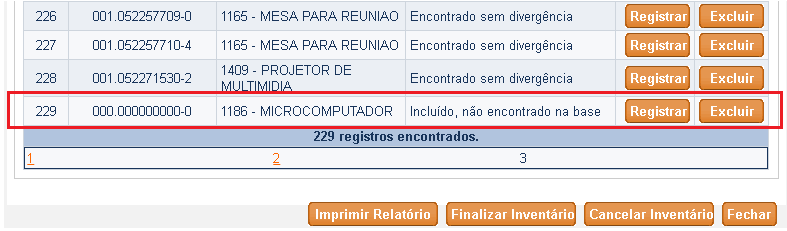 226 001.052257709-0 1165 - MESA PARA REUNIAO Encontrado sem divergência Registrar Excluir
227 001.052257710-4 1165 - MESA PARA REUNIAO Encontrado sem divergência Registrar Excluir
228 001.052271530-2 1409 - PROJETOR DE MULTIMIDIA Encontrado sem divergência Registrar Excluir
229 000.000000000-0 1186 - MICROCOMPUTADOR Incluído, não encontrado na base Registrar Excluir
229 registros encontrados.
1 2 3
Imprimir Relatório Finalizar Inventário Cancelar Inventário Fechar